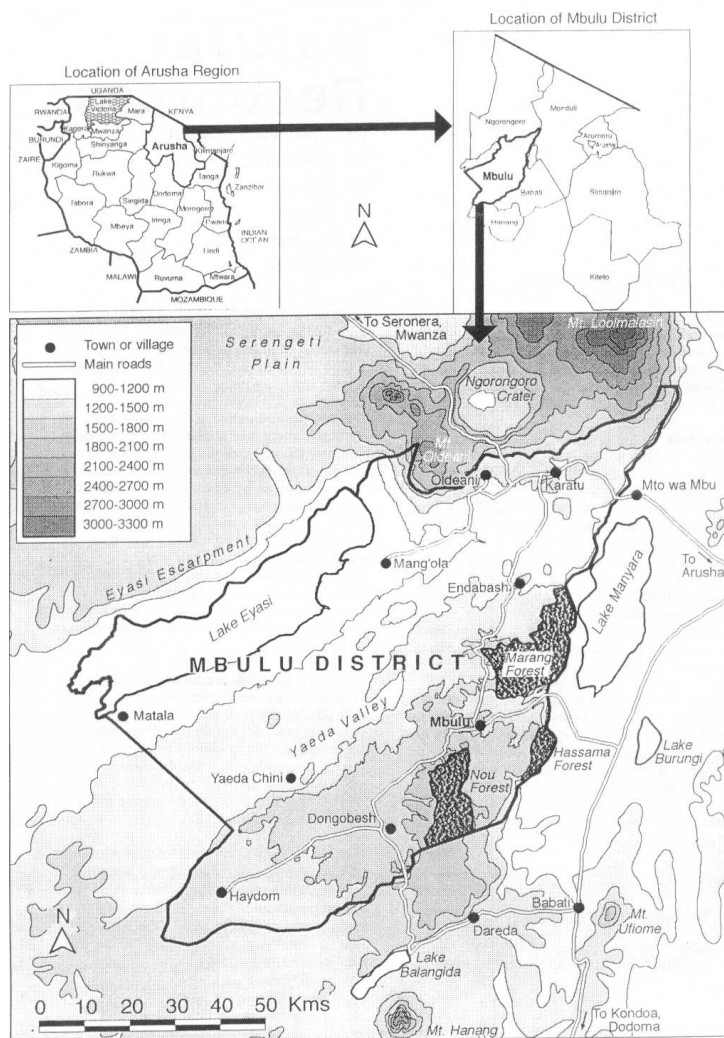 Location of Mbulu District
Location of Arusha Region
UGANDA
Lake
Victoria
RWANDA
Mara
KENYA
Kagera
Mwanza
BURUNDI
Shinyanga
Arusha
Kilimanjaro
ZAIRE
Kigoma
Rukwa
Tanga
Zanzibar
Dodoma
Tabora
Singida
Morogoro
Iringa
Pwani
Mbeya
INDIAN
OCEAN
Lindi
ZAMBIA
MALAWI
Ruvuma
Mtwara
MOZAMBIQUE
N
Monduli
Ngorongoro
Arumeru
Arusha
Mbulu
Babati
Simanjiro
Hanang
Kiteto
Town or village
Main roads
900-1200 m
1200-1500 m
1500-1800 m
1800-2100 m
2100-2400 m
2400-2700 m
2700-3000 m
3000-3300 m
Serengeti
Plain
To Seronera,
Mwanza
Mt. Loolmalasin
Ngorongoro
Crater
Mt.
Oldeani
Oldeani
Karatu
Mto wa Mbu
To
Arusha
Eyasi Escarpment
Mang'ola
Endabash
Lake Eyasi
Lake Manyara
MBULU DISTRICT
Marang
Forest
Matala
Yaeda Valley
Mbulu
Hassama
Forest
Lake
Burungi
Yaeda Chini
Nou
Forest
Dongobesh
Haydom
Babati
Mt.
Ufiome
Dareda
N
Lake
Balangida
0 10 20 30 40 50 Kms
Mt. Hanang
To Kondoa,
Dodoma